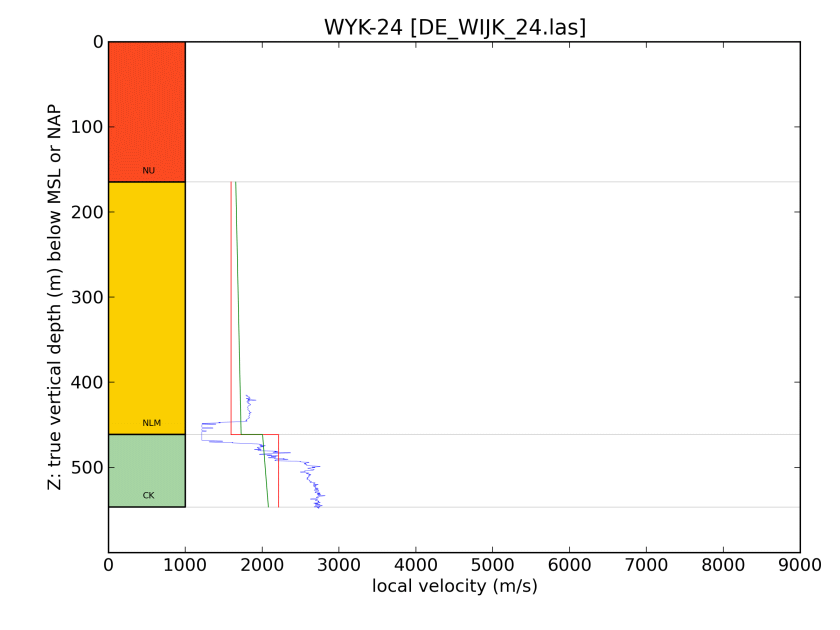 WYK-24 [DE_WIJK_24.las]
0
100
200
300
400
500
Z: true vertical depth (m) below MSL or NAP
NU
NLM
CK
0 1000 2000 3000 4000 5000 6000 7000 8000 9000
local velocity (m/s)